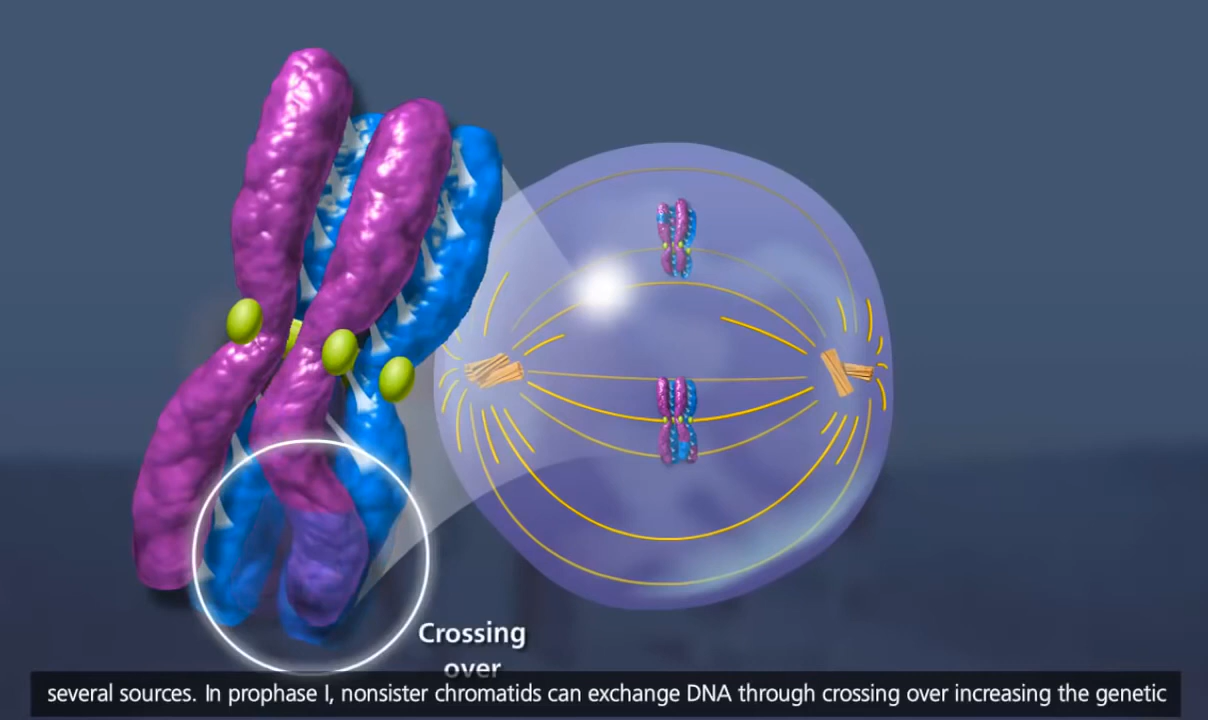 Crossing
over
several sources. In prophase I, nonsister chromatids can exchange DNA through crossing over increasing the genetic